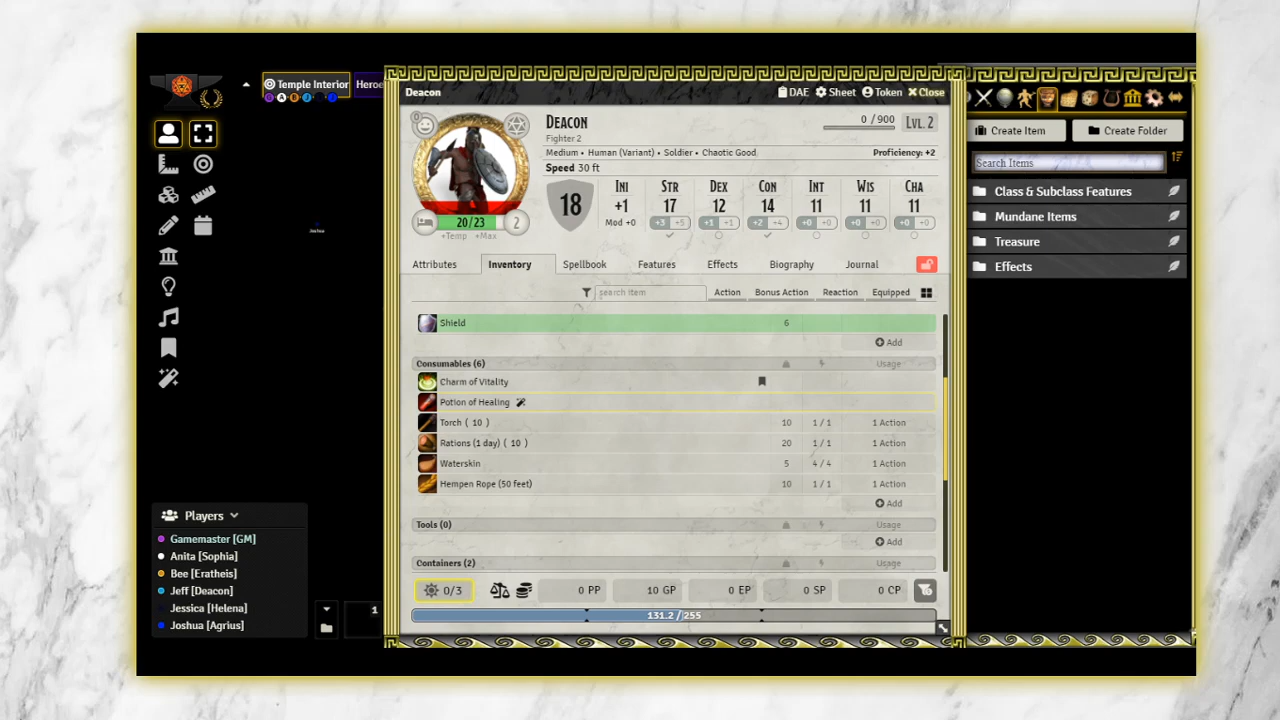 Temple Interior Heroe
G A B J J
Deacon DAE Sheet Token Close
Create Item Create Folder
Search Items
Class & Subclass Features
Mundane Items
Treasure
Effects
0
DEACON 0 / 900 LVL. 2
Fighter 2
Medium • Human (Variant) • Soldier • Chaotic Good Proficiency: +2
Speed 30 ft
18
INI STR DEX CON INT WIS CHA
+1 17 12 14 11 11 11
Mod +0 +3 +5 +1 +1 +2 +4 +0 +0 +0 +0 +0 +0
20/23 2
+Temp +Max
Attributes Inventory Spellbook Features Effects Biography Journal
search item Action Bonus Action Reaction Equipped
Shield 6
Add
Consumables (6) Usage
Charm of Vitality
Potion of Healing
Torch ( 10 ) 10 1 / 1 1 Action
Rations (1 day) ( 10 ) 20 1 / 1 1 Action
Waterskin 5 4 / 4 1 Action
Hempen Rope (50 feet) 10 1 / 1 1 Action
Add
Tools (0) Usage
Add
Containers (2) Usage
0/3 0 PP 10 GP 0 EP 0 SP 0 CP
131.2 / 255
Players
Gamemaster [GM]
Anita [Sophia]
Bee [Eratheis]
Jeff [Deacon]
Jessica [Helena]
Joshua [Agrius]
1